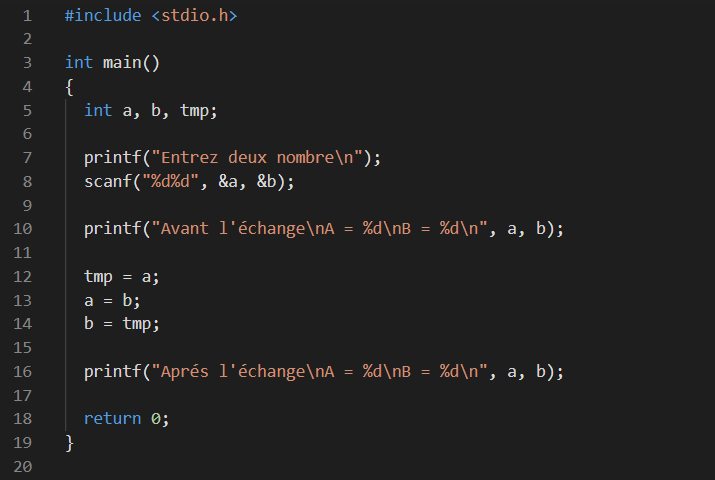 1 #include <stdio.h>
2
3 int main()
4 {
5 int a, b, tmp;
6
7 printf("Entrez deux nombre\n");
8 scanf("%d%d", &a, &b);
9
10 printf("Avant l'échange\nA = %d\nB = %d\n", a, b);
11
12 tmp = a;
13 a = b;
14 b = tmp;
15
16 printf("Aprés l'échange\nA = %d\nB = %d\n", a, b);
17
18 return 0;
19 }
20